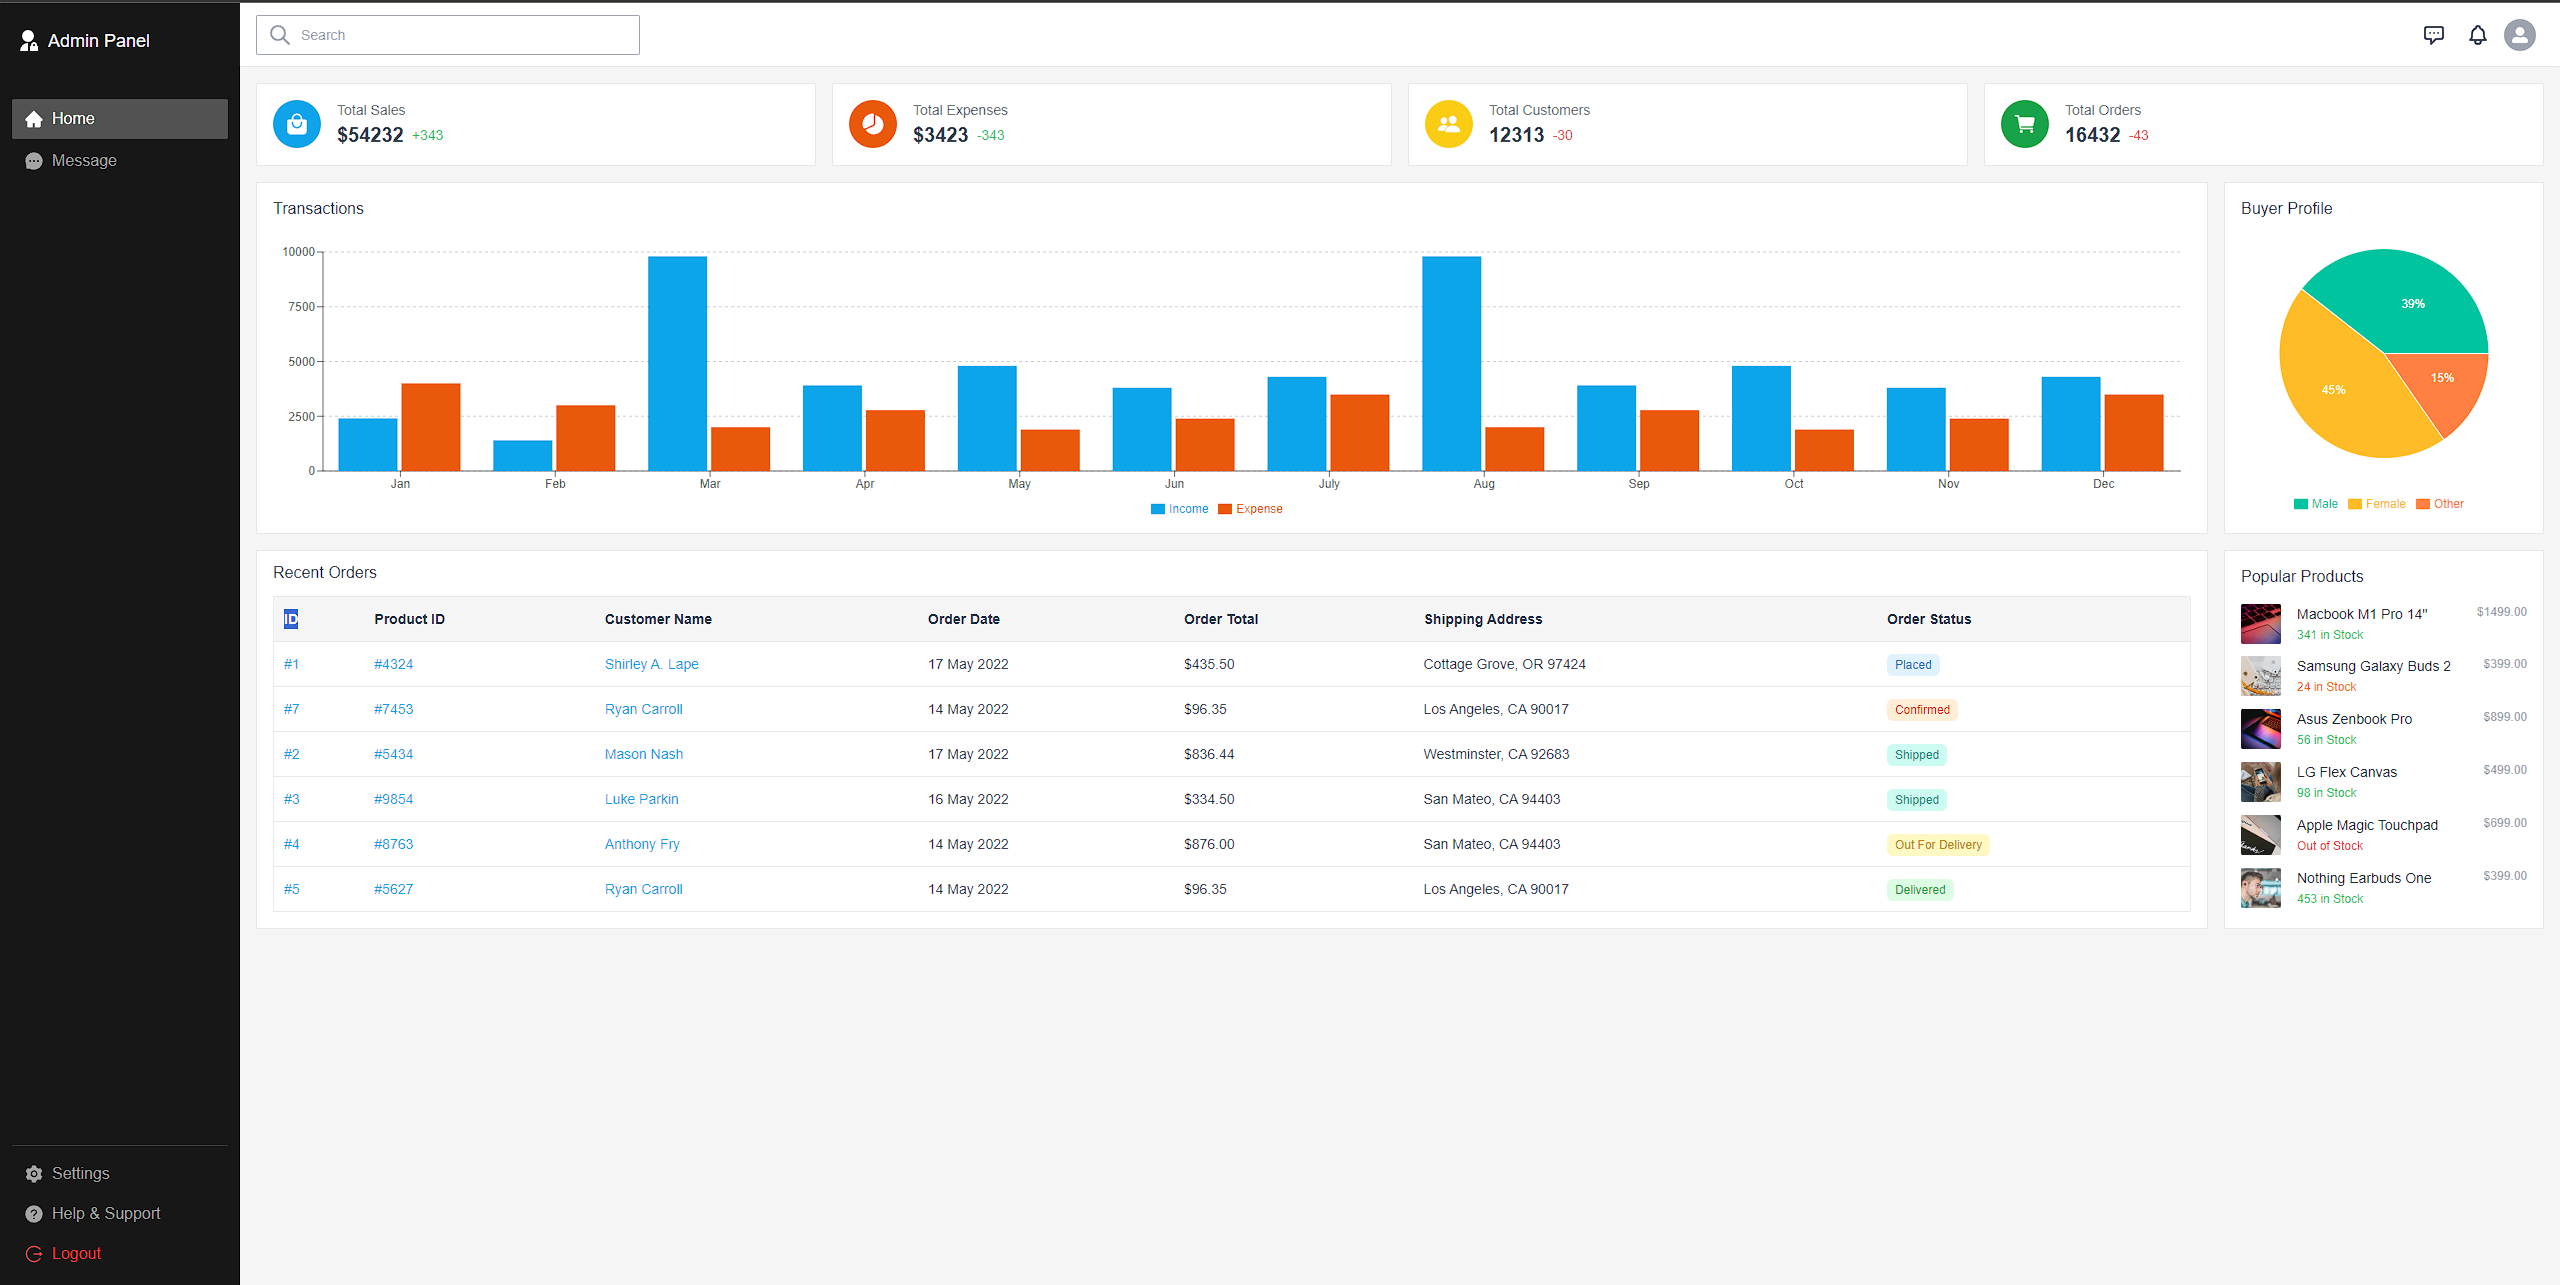 Admin Panel
Home
Message
Settings
Help & Support
Logout
Search
Total Sales
$54232 +343
Total Expenses
$3423 -343
Total Customers
12313 -30
Total Orders
16432 -43
Transactions
10000
7500
5000
2500
0
Jan Feb Mar Apr May Jun July Aug Sep Oct Nov Dec
Income Expense
Buyer Profile
39%
45%
15%
Male Female Other
Recent Orders
ID Product ID Customer Name Order Date Order Total Shipping Address Order Status
#1 #4324 Shirley A. Lape 17 May 2022 $435.50 Cottage Grove, OR 97424 Placed
#7 #7453 Ryan Carroll 14 May 2022 $96.35 Los Angeles, CA 90017 Confirmed
#2 #5434 Mason Nash 17 May 2022 $836.44 Westminster, CA 92683 Shipped
#3 #9854 Luke Parkin 16 May 2022 $334.50 San Mateo, CA 94403 Shipped
#4 #8763 Anthony Fry 14 May 2022 $876.00 San Mateo, CA 94403 Out For Delivery
#5 #5627 Ryan Carroll 14 May 2022 $96.35 Los Angeles, CA 90017 Delivered
Popular Products
Macbook M1 Pro 14" $1499.00
341 in Stock
Samsung Galaxy Buds 2 $399.00
24 in Stock
Asus Zenbook Pro $899.00
56 in Stock
LG Flex Canvas $499.00
98 in Stock
Apple Magic Touchpad $699.00
Out of Stock
Nothing Earbuds One $399.00
453 in Stock